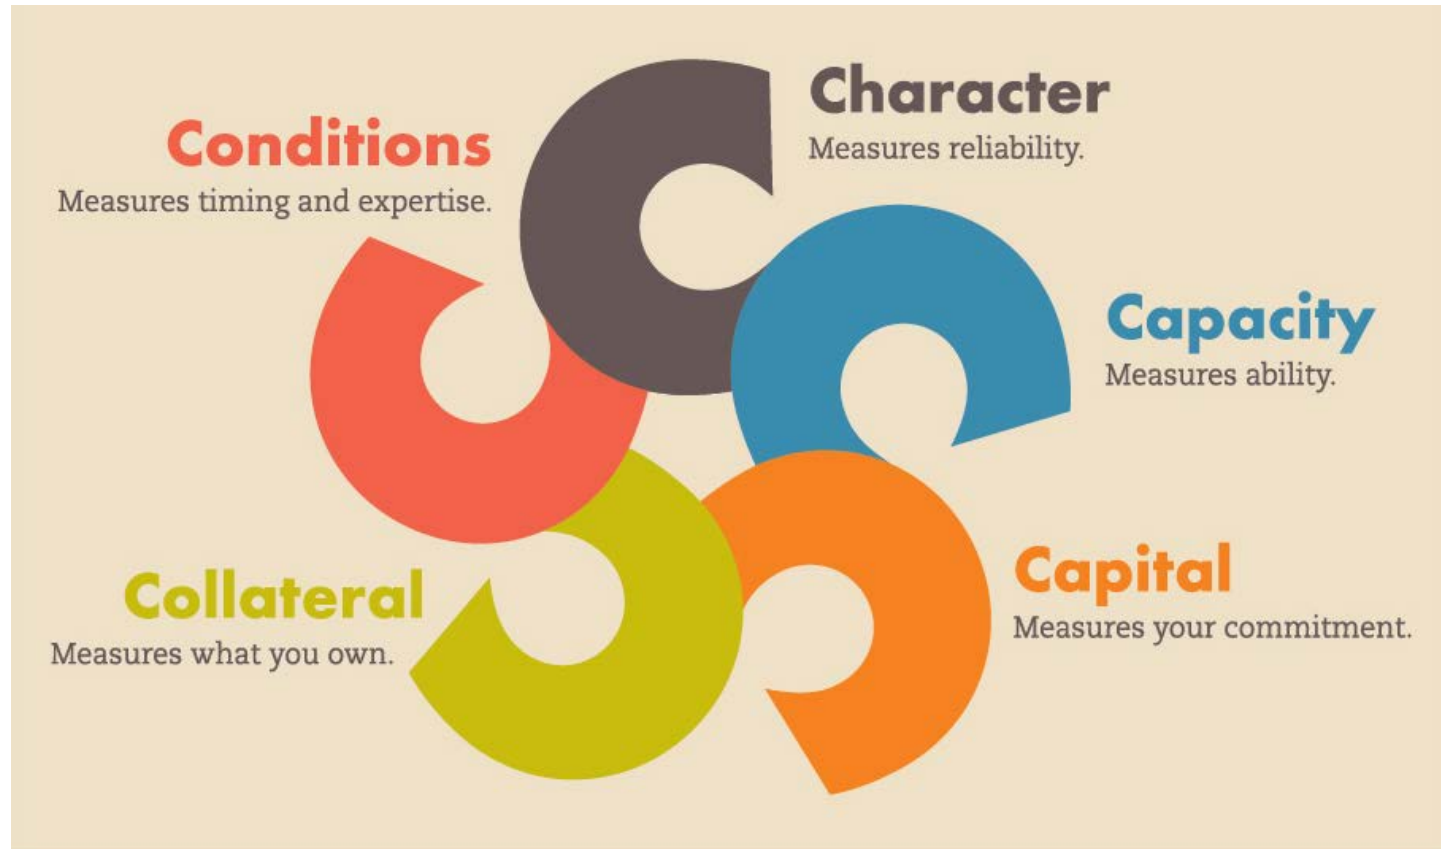 Character
Measures reliability.
Capacity
Measures ability.
Capital
Measures your commitment.
Collateral
Measures what you own.
Conditions
Measures timing and expertise.